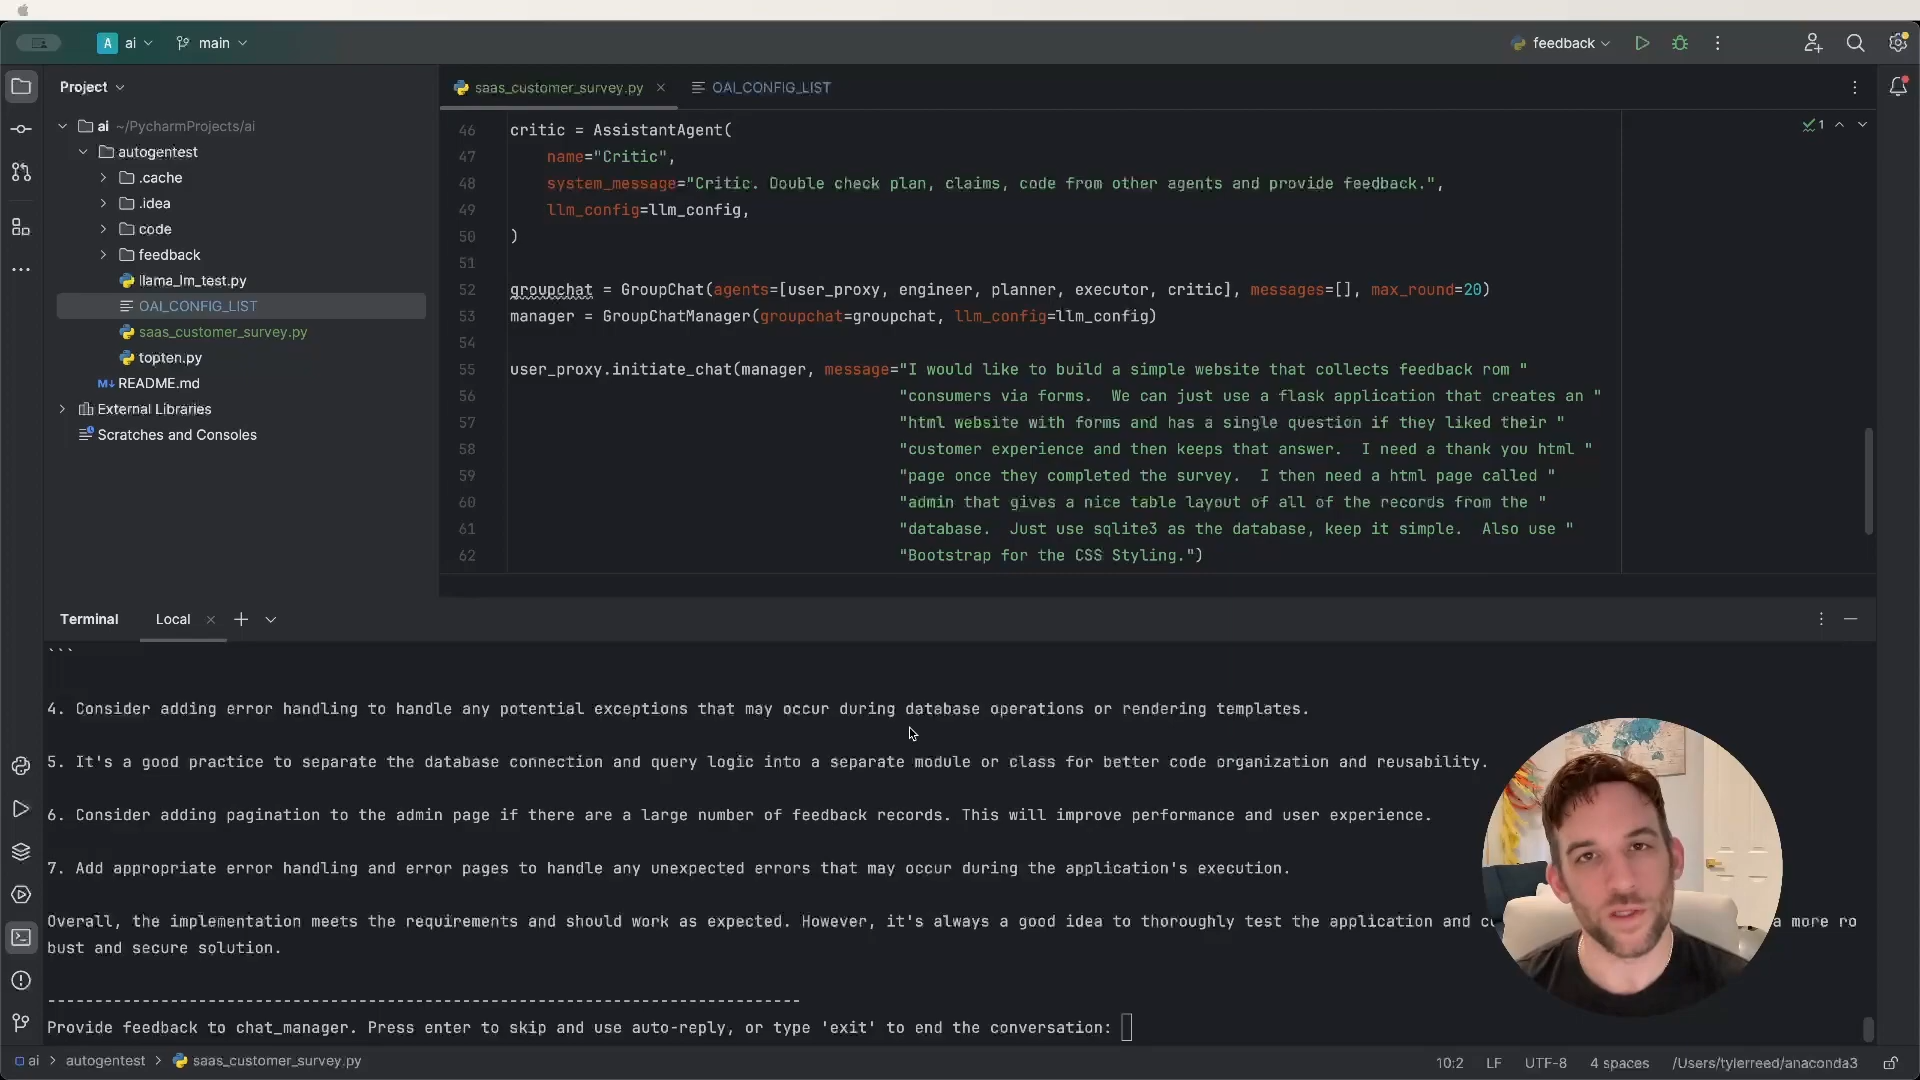 A ai main feedback
Project
ai ~/PycharmProjects/ai
autogentest
.cache
.idea
code
feedback
llama_lm_test.py
OAI_CONFIG_LIST
saas_customer_survey.py
topten.py
README.md
External Libraries
Scratches and Consoles
saas_customer_survey.py OAI_CONFIG_LIST
1
46 critic = AssistantAgent(
47 name="Critic",
48 system_message="Critic. Double check plan, claims, code from other agents and provide feedback.",
49 llm_config=llm_config,
50 )
51
52 groupchat = GroupChat(agents=[user_proxy, engineer, planner, executor, critic], messages=[], max_round=20)
53 manager = GroupChatManager(groupchat=groupchat, llm_config=llm_config)
54
55 user_proxy.initiate_chat(manager, message="I would like to build a simple website that collects feedback rom "
56 "consumers via forms.  We can just use a flask application that creates an "
57 "html website with forms and has a single question if they liked their "
58 "customer experience and then keeps that answer.  I need a thank you html "
59 "page once they completed the survey.  I then need a html page called "
60 "admin that gives a nice table layout of all of the records from the "
61 "database.  Just use sqlite3 as the database, keep it simple.  Also use "
62 "Bootstrap for the CSS Styling.")
Terminal Local
```
4. Consider adding error handling to handle any potential exceptions that may occur during database operations or rendering templates.
5. It's a good practice to separate the database connection and query logic into a separate module or class for better code organization and reusability.
6. Consider adding pagination to the admin page if there are a large number of feedback records. This will improve performance and user experience.
7. Add appropriate error handling and error pages to handle any unexpected errors that may occur during the application's execution.
Overall, the implementation meets the requirements and should work as expected. However, it's always a good idea to thoroughly test the application and a more ro
bust and secure solution.
--------------------------------------------------------------------------------
Provide feedback to chat_manager. Press enter to skip and use auto-reply, or type 'exit' to end the conversation:
ai > autogentest > saas_customer_survey.py 10:2 LF UTF-8 4 spaces /Users/tylerreed/anaconda3